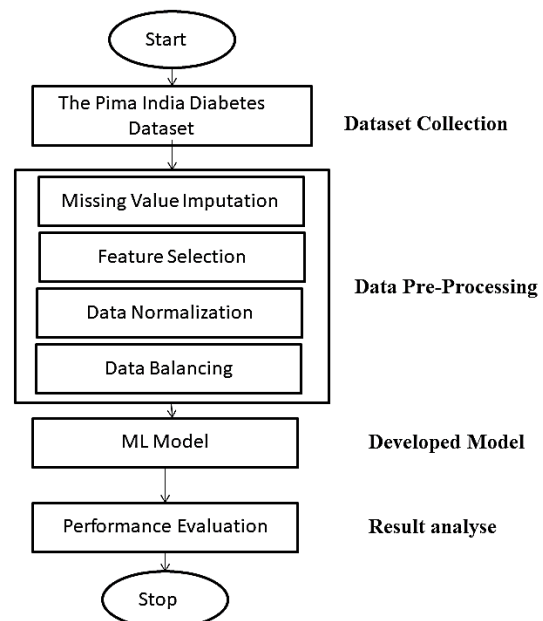 Start
The Pima India Diabetes
Dataset
Dataset Collection
Missing Value Imputation
Feature Selection
Data Normalization
Data Balancing
Data Pre-Processing
ML Model
Developed Model
Performance Evaluation
Result analyse
Stop